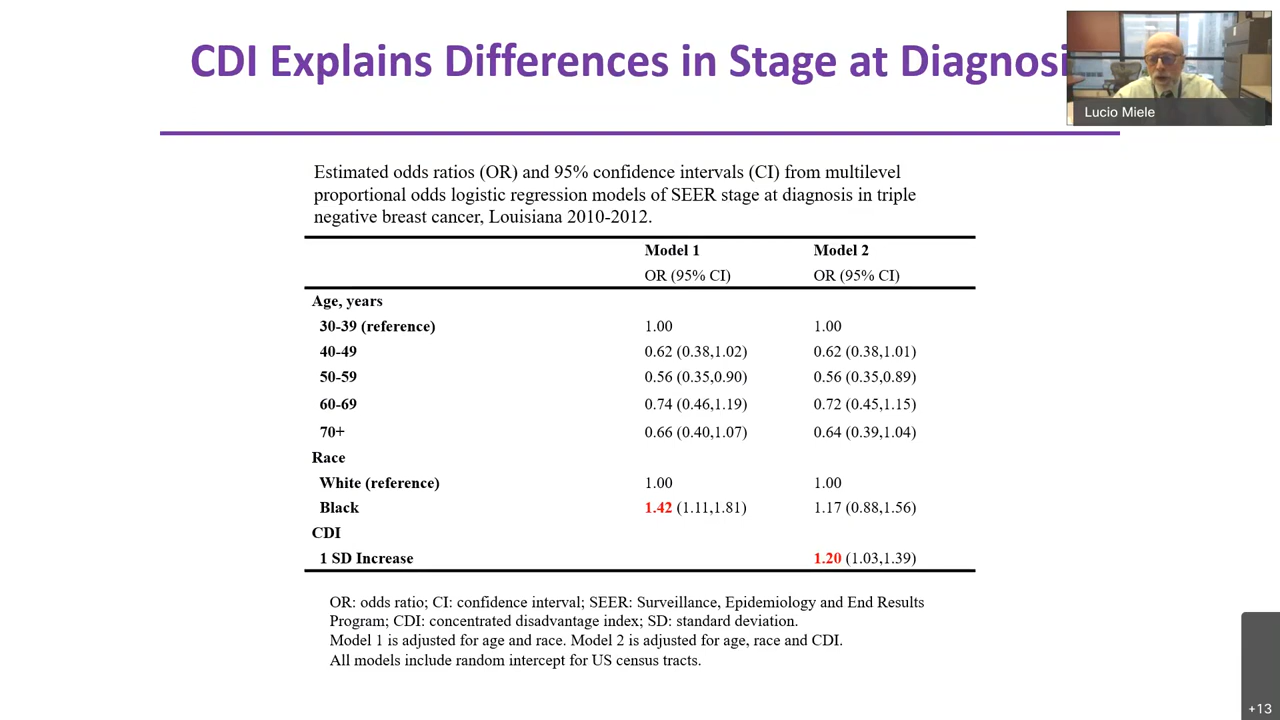 CDI Explains Differences in Stage at Diagnosi
Lucio Miele
Estimated odds ratios (OR) and 95% confidence intervals (CI) from multilevel
proportional odds logistic regression models of SEER stage at diagnosis in triple
negative breast cancer, Louisiana 2010-2012.
Model 1 Model 2
OR (95% CI) OR (95% CI)
Age, years
30-39 (reference) 1.00 1.00
40-49 0.62 (0.38,1.02) 0.62 (0.38,1.01)
50-59 0.56 (0.35,0.90) 0.56 (0.35,0.89)
60-69 0.74 (0.46,1.19) 0.72 (0.45,1.15)
70+ 0.66 (0.40,1.07) 0.64 (0.39,1.04)
Race
White (reference) 1.00 1.00
Black 1.42 (1.11,1.81) 1.17 (0.88,1.56)
CDI
1 SD Increase 1.20 (1.03,1.39)
OR: odds ratio; CI: confidence interval; SEER: Surveillance, Epidemiology and End Results
Program; CDI: concentrated disadvantage index; SD: standard deviation.
Model 1 is adjusted for age and race. Model 2 is adjusted for age, race and CDI.
All models include random intercept for US census tracts.
+13